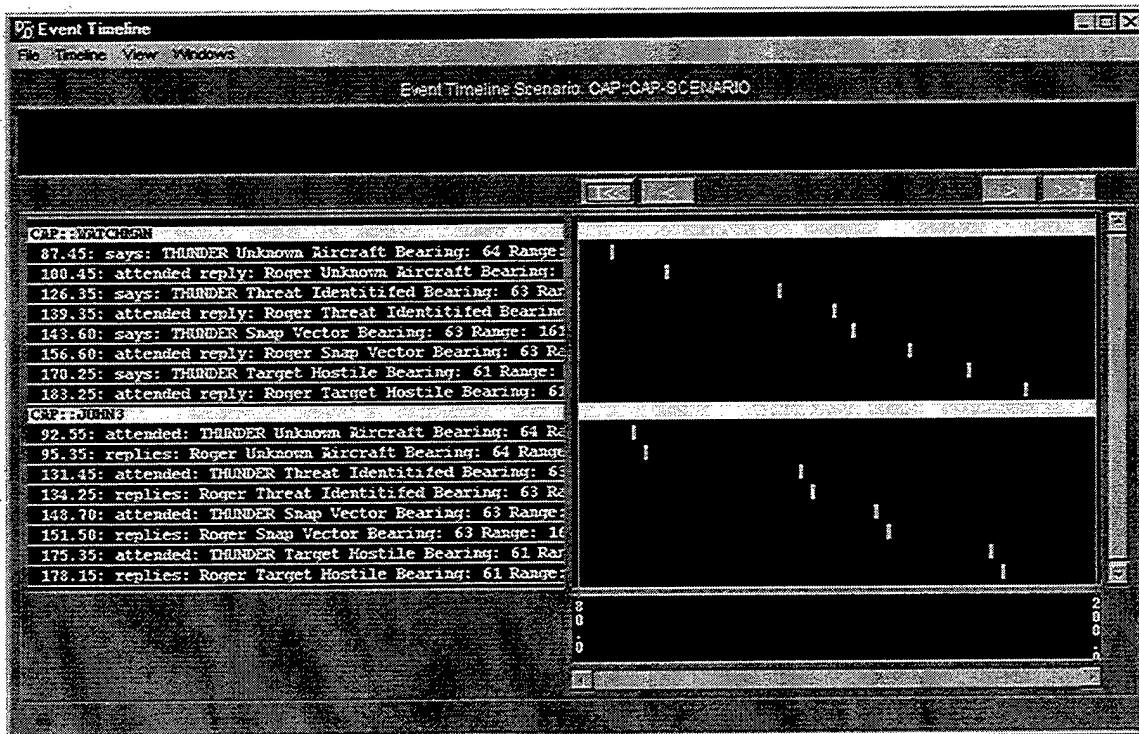 Event Timeline
File Timeline View Windows
Event Timeline Scenario: CAP::CAP-SCENARIO
<< < > >>
CAP::WATCHMAN
87.45: says: THUNDER Unknown Aircraft Bearing: 64 Range:
100.45: attended reply: Roger Unknown Aircraft Bearing:
126.35: says: THUNDER Threat Identitifed Bearing: 63 Ran
139.35: attended reply: Roger Threat Identitifed Bearing
143.60: says: THUNDER Snap Vector Bearing: 63 Range: 161
156.60: attended reply: Roger Snap Vector Bearing: 63 Ra
170.25: says: THUNDER Target Hostile Bearing: 61 Range:
183.25: attended reply: Roger Target Hostile Bearing: 61
CAP::JOHN3
92.55: attended: THUNDER Unknown Aircraft Bearing: 64 Ra
95.35: replies: Roger Unknown Aircraft Bearing: 64 Range
131.45: attended: THUNDER Threat Identitifed Bearing: 63
134.25: replies: Roger Threat Identitifed Bearing: 63 Ra
148.70: attended: THUNDER Snap Vector Bearing: 63 Range:
151.50: replies: Roger Snap Vector Bearing: 63 Range: 16
175.35: attended: THUNDER Target Hostile Bearing: 61 Ran
178.15: replies: Roger Target Hostile Bearing: 61 Range:
80.0
200.0